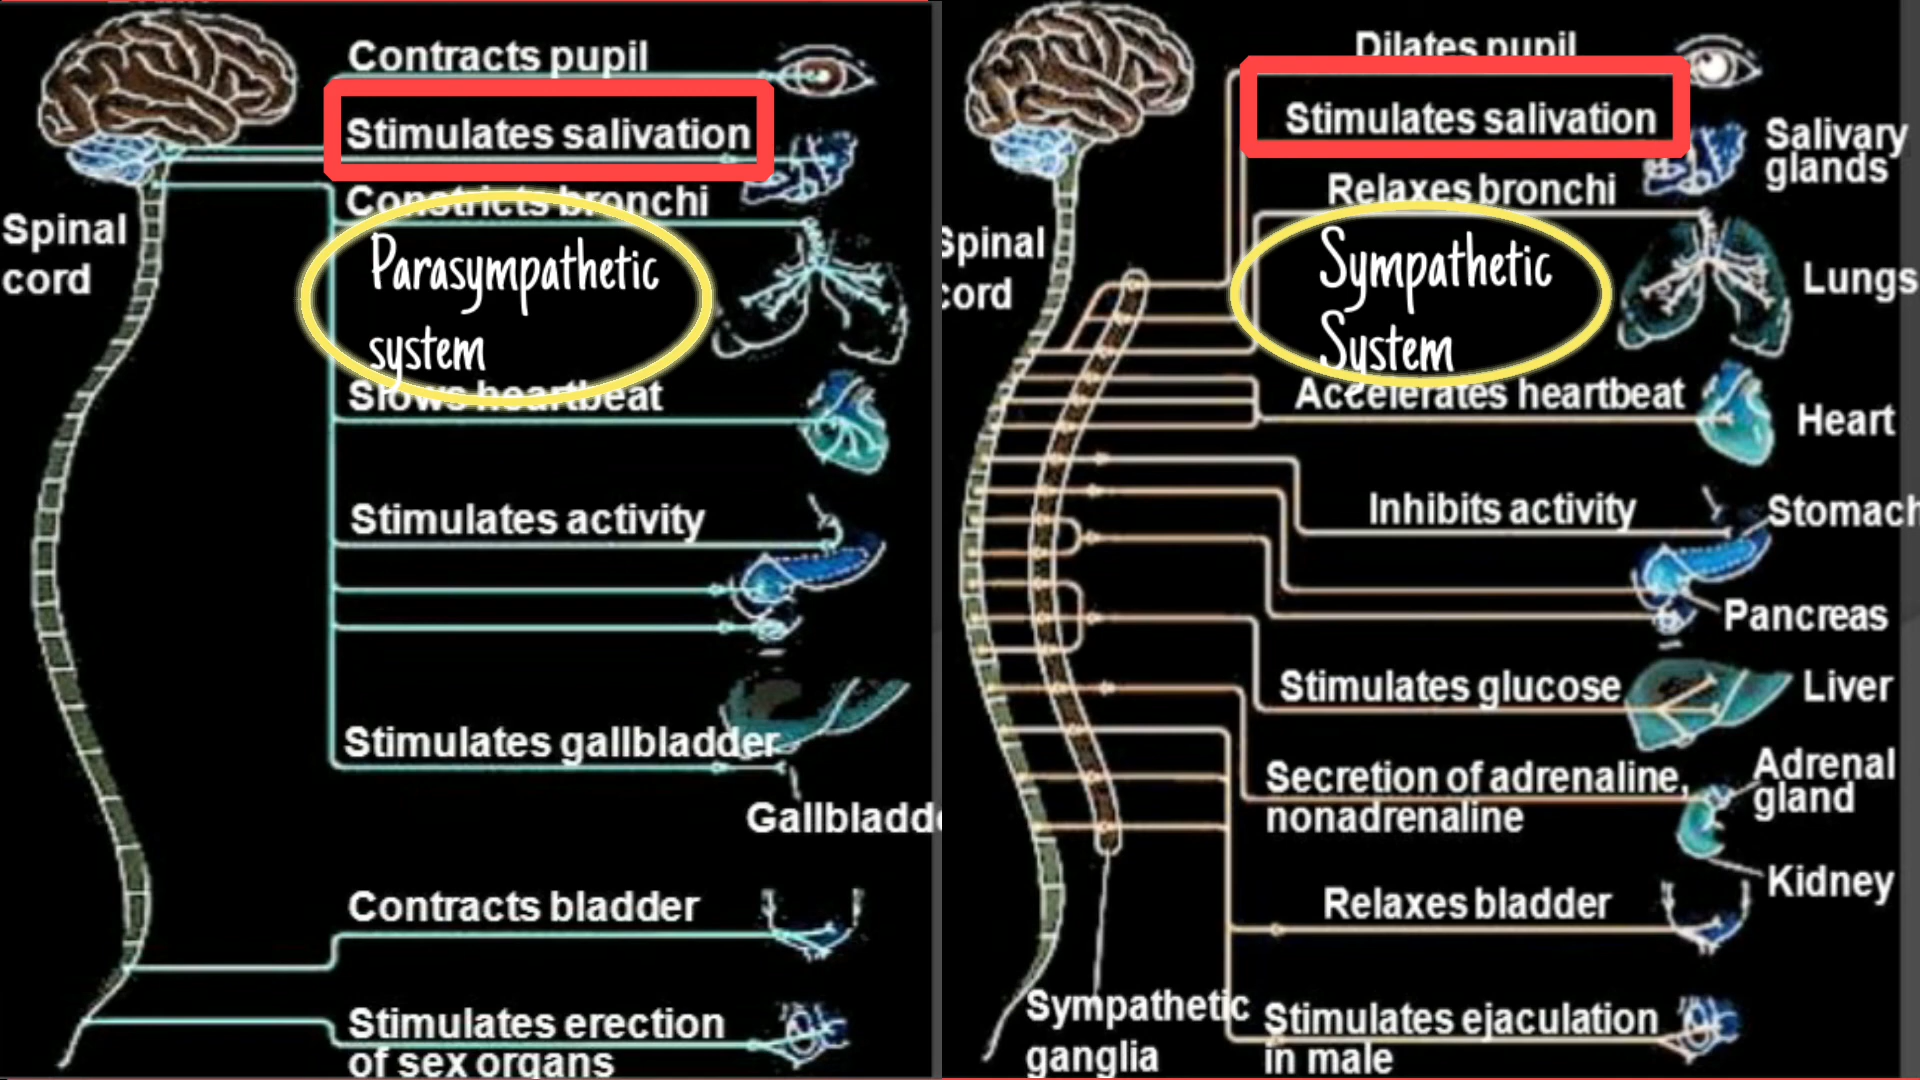 Contracts pupil
Stimulates salivation
Constricts bronchi
Spinal
cord
Parasympathetic
system
Slows heartbeat
Stimulates activity
Stimulates gallbladder
Gallbladde
Contracts bladder
Stimulates erection
of sex organs
Dilates pupil
Stimulates salivation
Salivary
glands
Relaxes bronchi
Spinal
cord
Sympathetic
System
Lungs
Accelerates heartbeat
Heart
Inhibits activity
Stomach
Pancreas
Stimulates glucose
Liver
Secretion of adrenaline,
nonadrenaline
Adrenal
gland
Kidney
Relaxes bladder
Sympathetic
ganglia
Stimulates ejaculation
in male